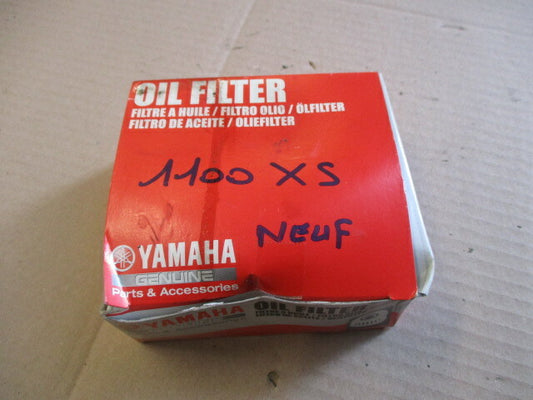 OIL FILTER
FILTRE A HUILE / FILTRO OLIO / ÖLFILTER
FILTRO DE ACEITE / OLIEFILTER
1100 XS
NEUF
YAMAHA
GENUINE
Parts & Accessories
OIL FILTER
YAMAHA